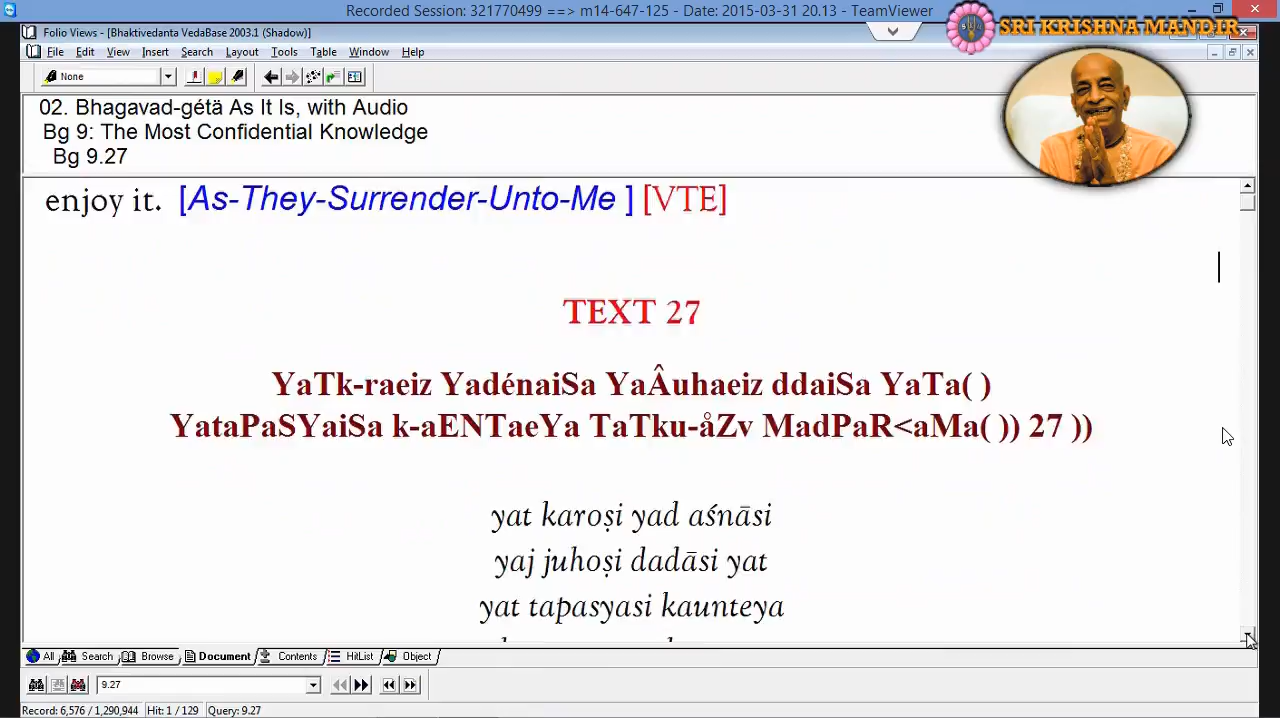 Recorded Session: 321770499 ==> m14-647-125 - Date: 2015-03-31 20.13 - TeamViewer
SRI KRISHNA MANDIR
Folio Views - [Bhaktivedanta VedaBase 2003.1 (Shadow)]
File Edit View Insert Search Layout Tools Table Window Help
None
02. Bhagavad-gétä As It Is, with Audio
Bg 9: The Most Confidential Knowledge
Bg 9.27
enjoy it. [As-They-Surrender-Unto-Me ] [VTE]
TEXT 27
YaTk-raeiz YadénaiSa YaÂuhaeiz ddaiSa YaTa( )
YataPaSYaiSa k-aENTaeYa TaTku-åZv MadPaR<aMa( )) 27 ))
yat karoṣi yad aśnāsi
yaj juhoṣi dadāsi yat
yat tapasyasi kaunteya
All Search Browse Document Contents HitList Object
9.27
Record: 6,576 / 1,290,944 Hit: 1 / 129 Query: 9.27